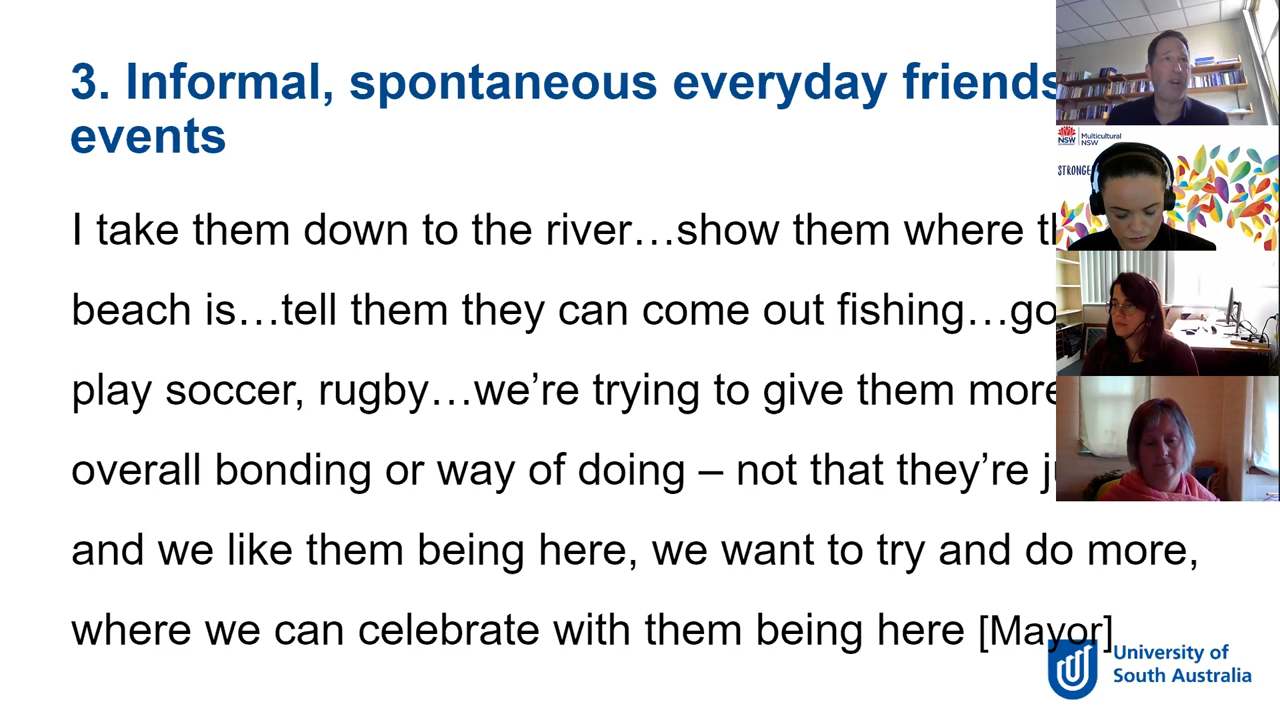 3. Informal, spontaneous everyday friends
events
I take them down to the river…show them where
beach is…tell them they can come out fishing…go
play soccer, rugby…we’re trying to give them more
overall bonding or way of doing – not that they’re
and we like them being here, we want to try and do more,
where we can celebrate with them being here [Mayor]
NSW
Multicultural
NSW
STRONGE
University of
South Australia